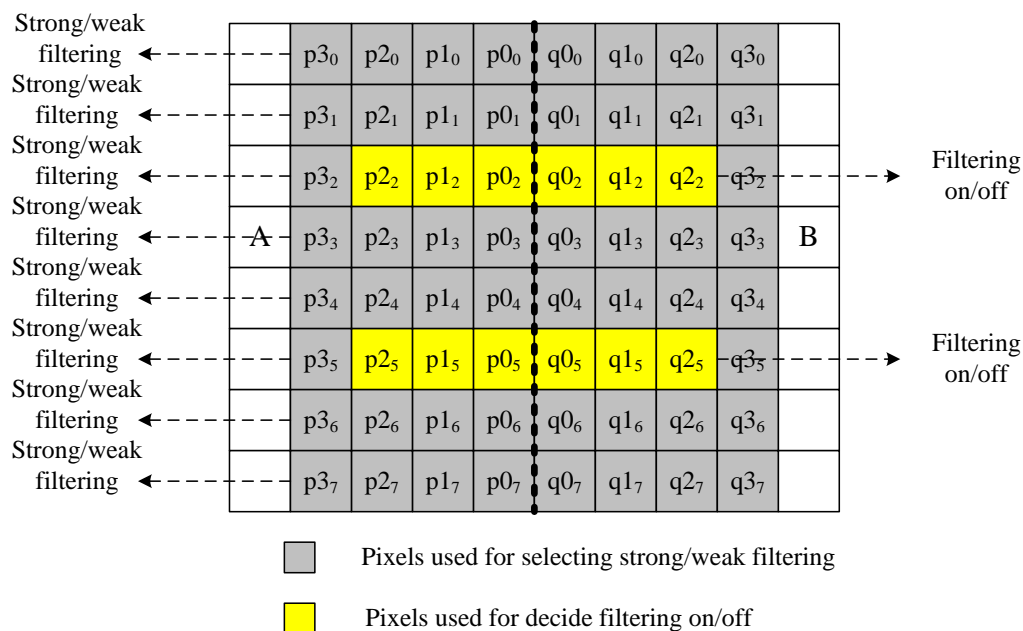 Strong/weak
filtering
p3₀ p2₀ p1₀ p0₀ q0₀ q1₀ q2₀ q3₀
Strong/weak
filtering
p3₁ p2₁ p1₁ p0₁ q0₁ q1₁ q2₁ q3₁
Strong/weak
filtering
p3₂ p2₂ p1₂ p0₂ q0₂ q1₂ q2₂ q3₂
Filtering
on/off
Strong/weak
filtering
A p3₃ p2₃ p1₃ p0₃ q0₃ q1₃ q2₃ q3₃ B
Strong/weak
filtering
p3₄ p2₄ p1₄ p0₄ q0₄ q1₄ q2₄ q3₄
Strong/weak
filtering
p3₅ p2₅ p1₅ p0₅ q0₅ q1₅ q2₅ q3₅
Filtering
on/off
Strong/weak
filtering
p3₆ p2₆ p1₆ p0₆ q0₆ q1₆ q2₆ q3₆
Strong/weak
filtering
p3₇ p2₇ p1₇ p0₇ q0₇ q1₇ q2₇ q3₇
Pixels used for selecting strong/weak filtering
Pixels used for decide filtering on/off